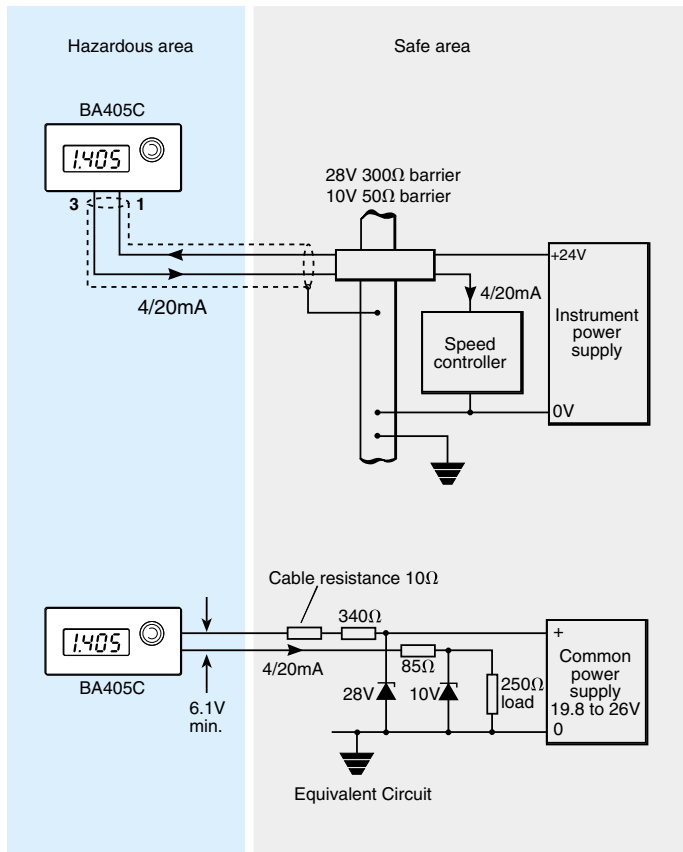 Hazardous area
Safe area
BA405C
1.405
3
1
28V 300Ω barrier
10V 50Ω barrier
+24V
4/20mA
4/20mA
Instrument
power
supply
Speed
controller
0V
Cable resistance 10Ω
340Ω
1.405
BA405C
4/20mA
6.1V
min.
85Ω
28V
10V
250Ω
load
+
Common
power
supply
19.8 to 26V
0
Equivalent Circuit